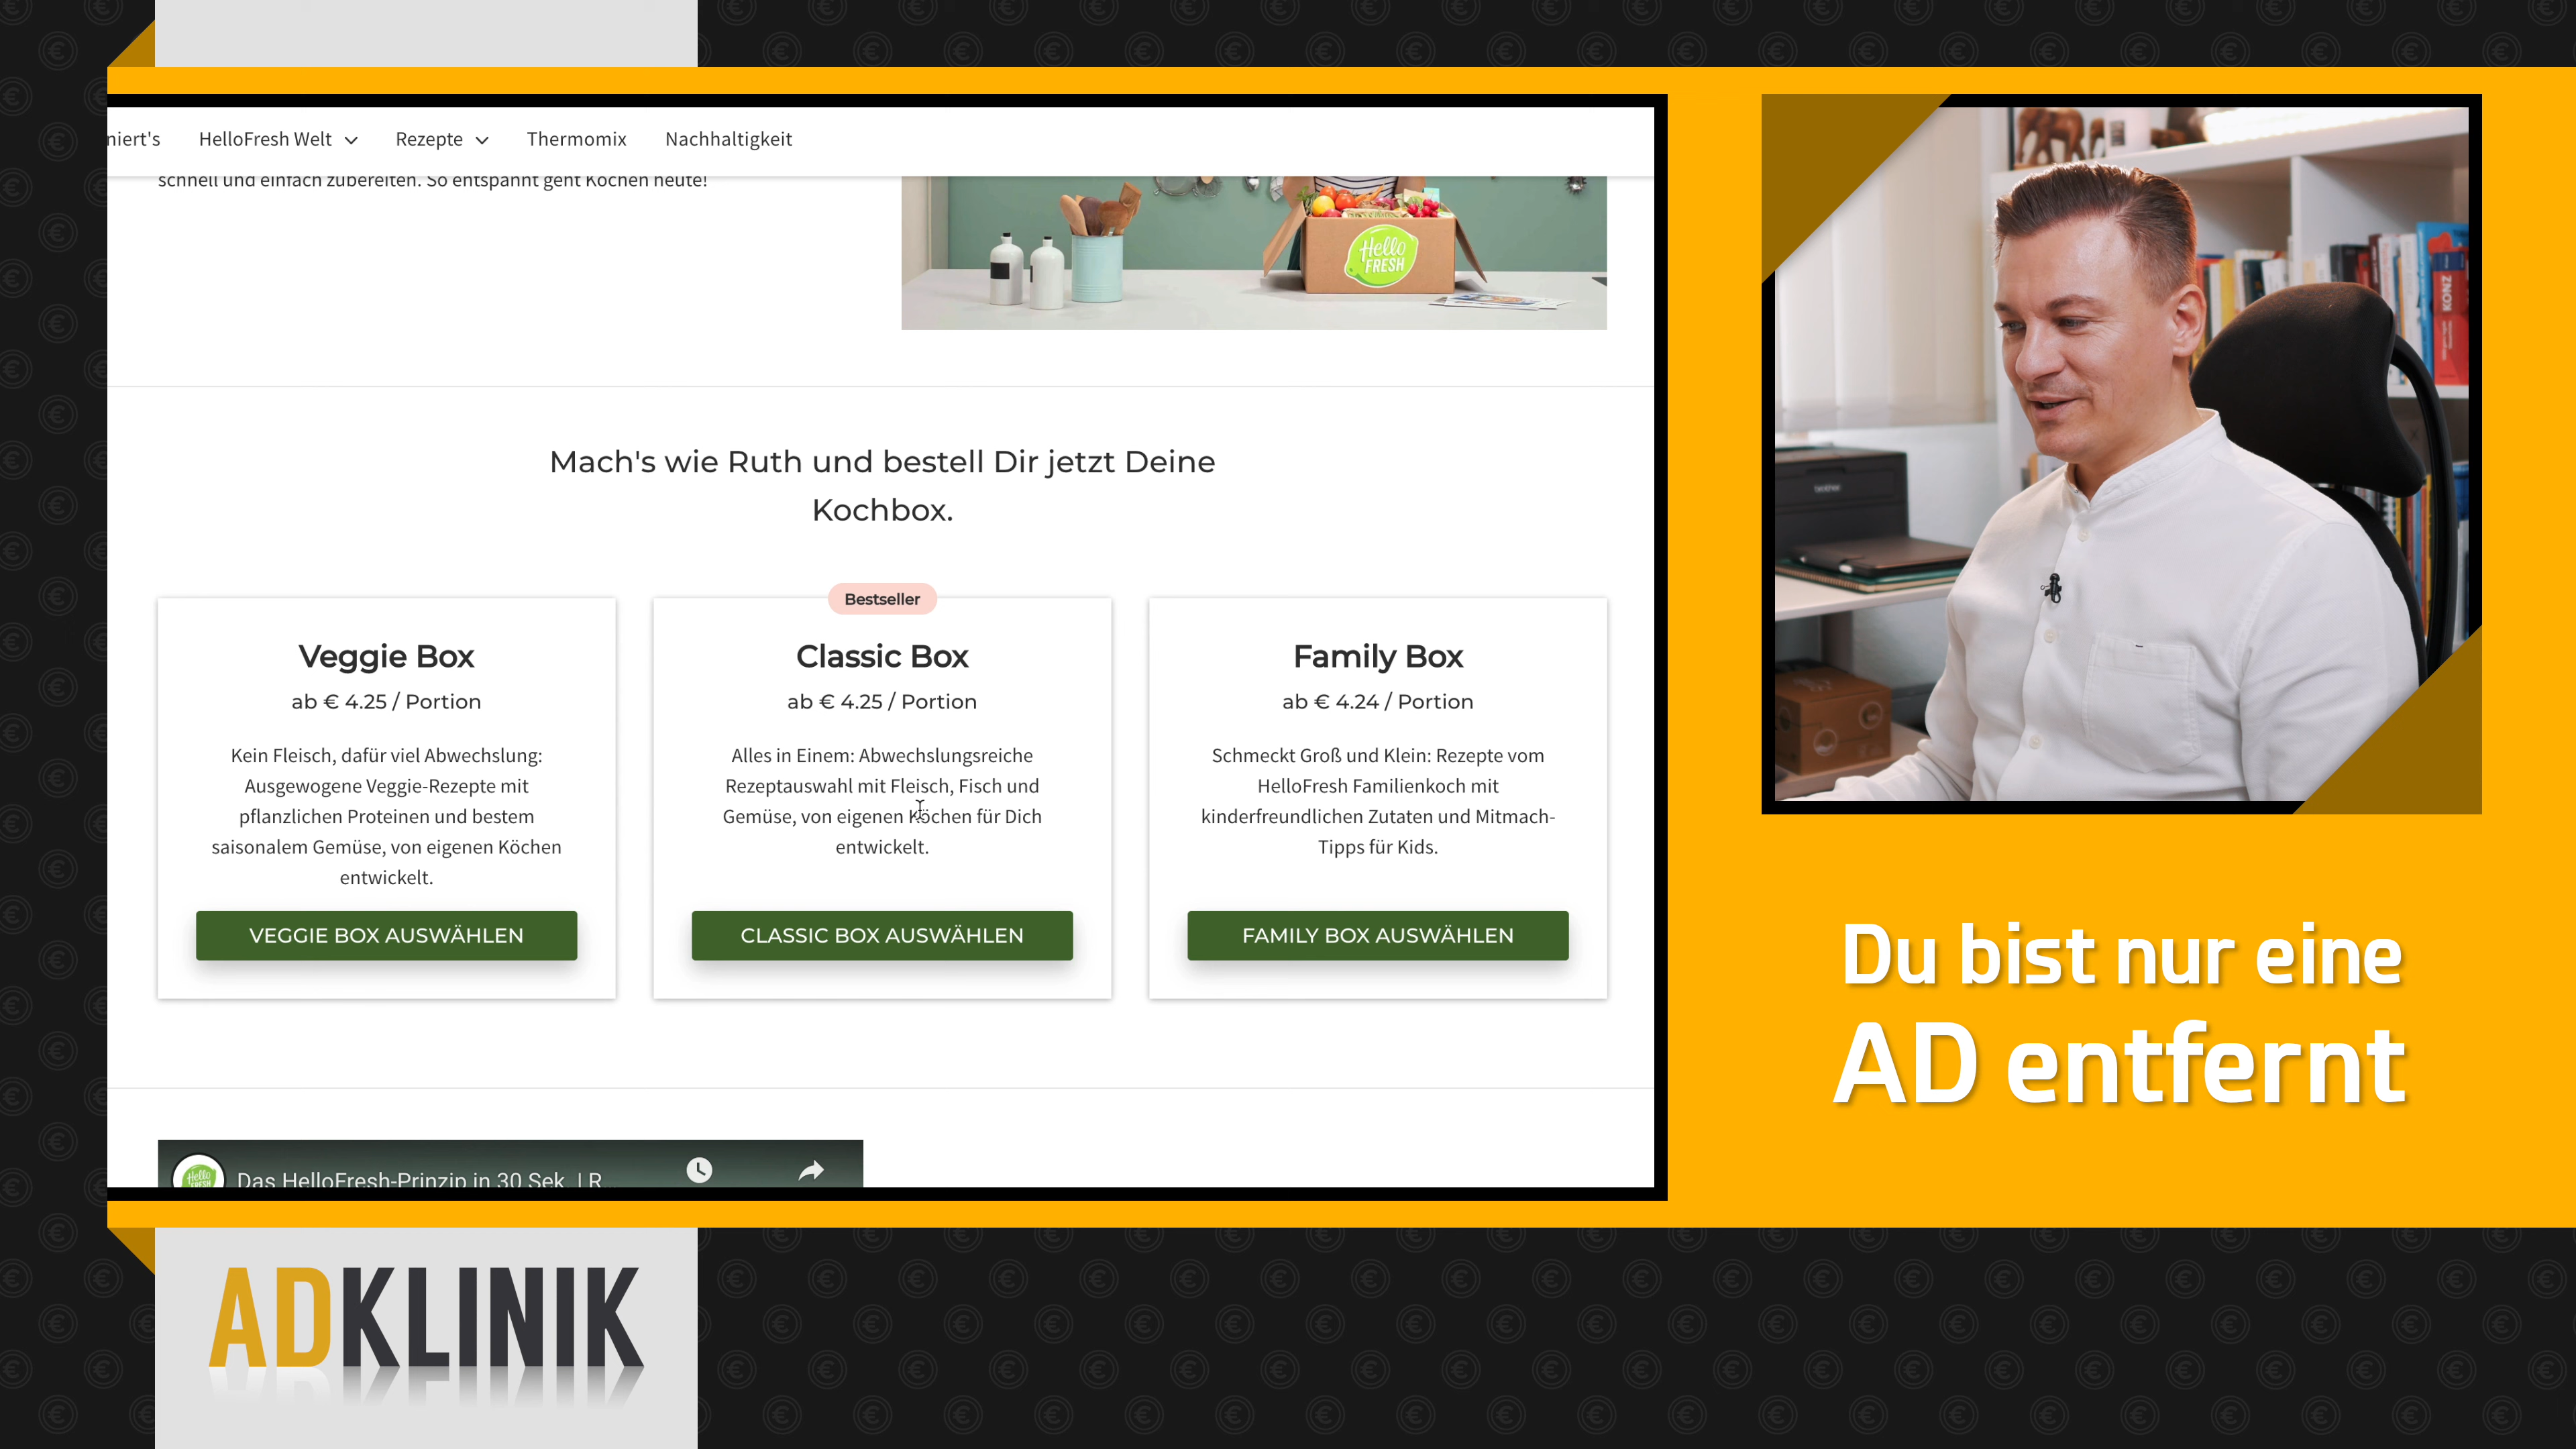 niert's
HelloFresh Welt
Rezepte
Thermomix
Nachhaltigkeit
schnell und einfach zubereiten. So entspannt geht Kochen heute!
Hello
FRESH
Mach's wie Ruth und bestell Dir jetzt Deine
Kochbox.
Veggie Box
ab € 4.25 / Portion
Kein Fleisch, dafür viel Abwechslung:
Ausgewogene Veggie-Rezepte mit
pflanzlichen Proteinen und bestem
saisonalem Gemüse, von eigenen Köchen
entwickelt.
VEGGIE BOX AUSWÄHLEN
Bestseller
Classic Box
ab € 4.25 / Portion
Alles in Einem: Abwechslungsreiche
Rezeptauswahl mit Fleisch, Fisch und
Gemüse, von eigenen Köchen für Dich
entwickelt.
CLASSIC BOX AUSWÄHLEN
Family Box
ab € 4.24 / Portion
Schmeckt Groß und Klein: Rezepte vom
HelloFresh Familienkoch mit
kinderfreundlichen Zutaten und Mitmach-
Tipps für Kids.
FAMILY BOX AUSWÄHLEN
Hello
Das HelloFresh-Prinzip in 30 Sek. | R...
brother
KONZ
Du bist nur eine
AD entfernt
ADKLINIK